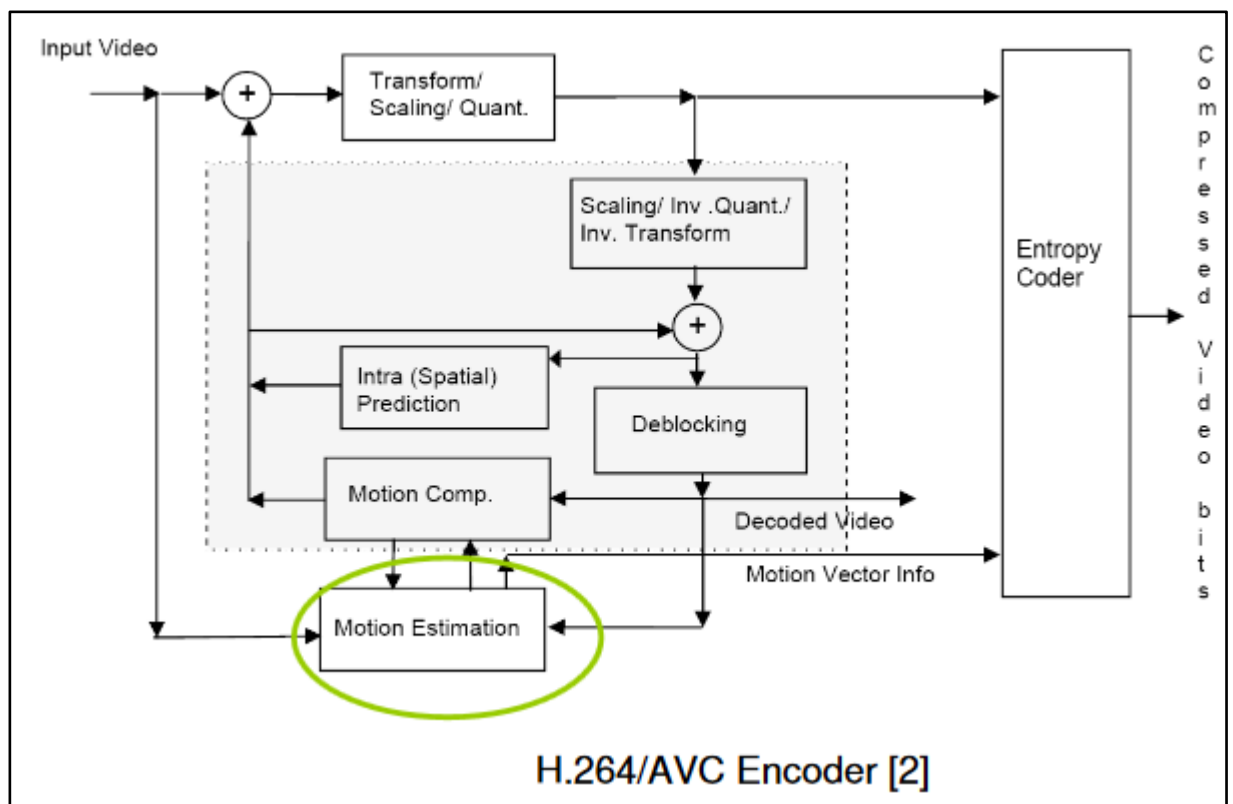 Input Video
+
Transform/
Scaling/ Quant.
Scaling/ Inv .Quant./
Inv. Transform
+
Intra (Spatial)
Prediction
Deblocking
Motion Comp.
Decoded Video
Motion Vector Info
Motion Estimation
Entropy
Coder
Compressed Video bits
H.264/AVC Encoder [2]